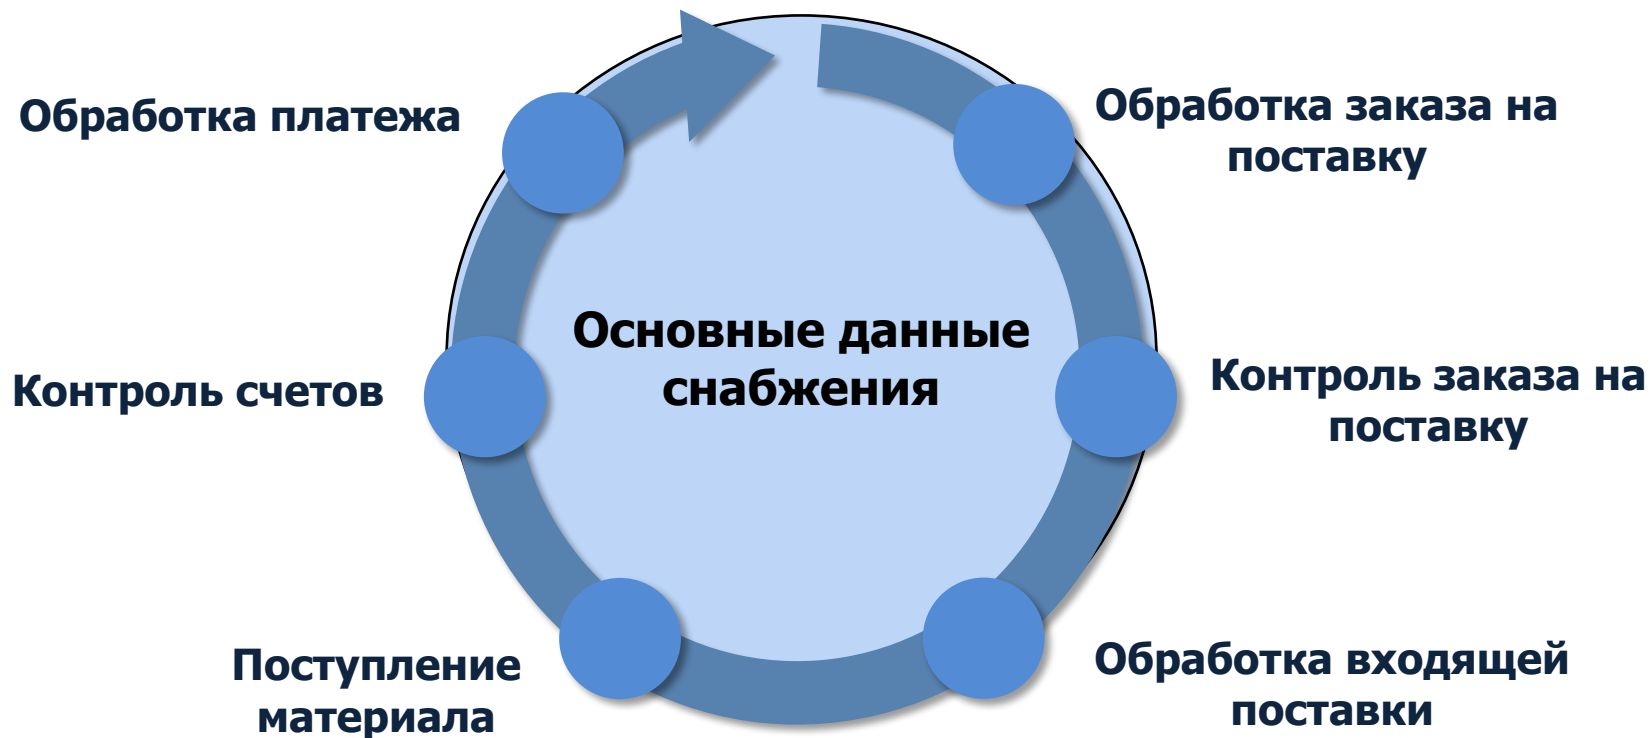 Обработка платежа
Обработка заказа на
поставку
Основные данные
снабжения
Контроль счетов
Контроль заказа на
поставку
Поступление
материала
Обработка входящей
поставки